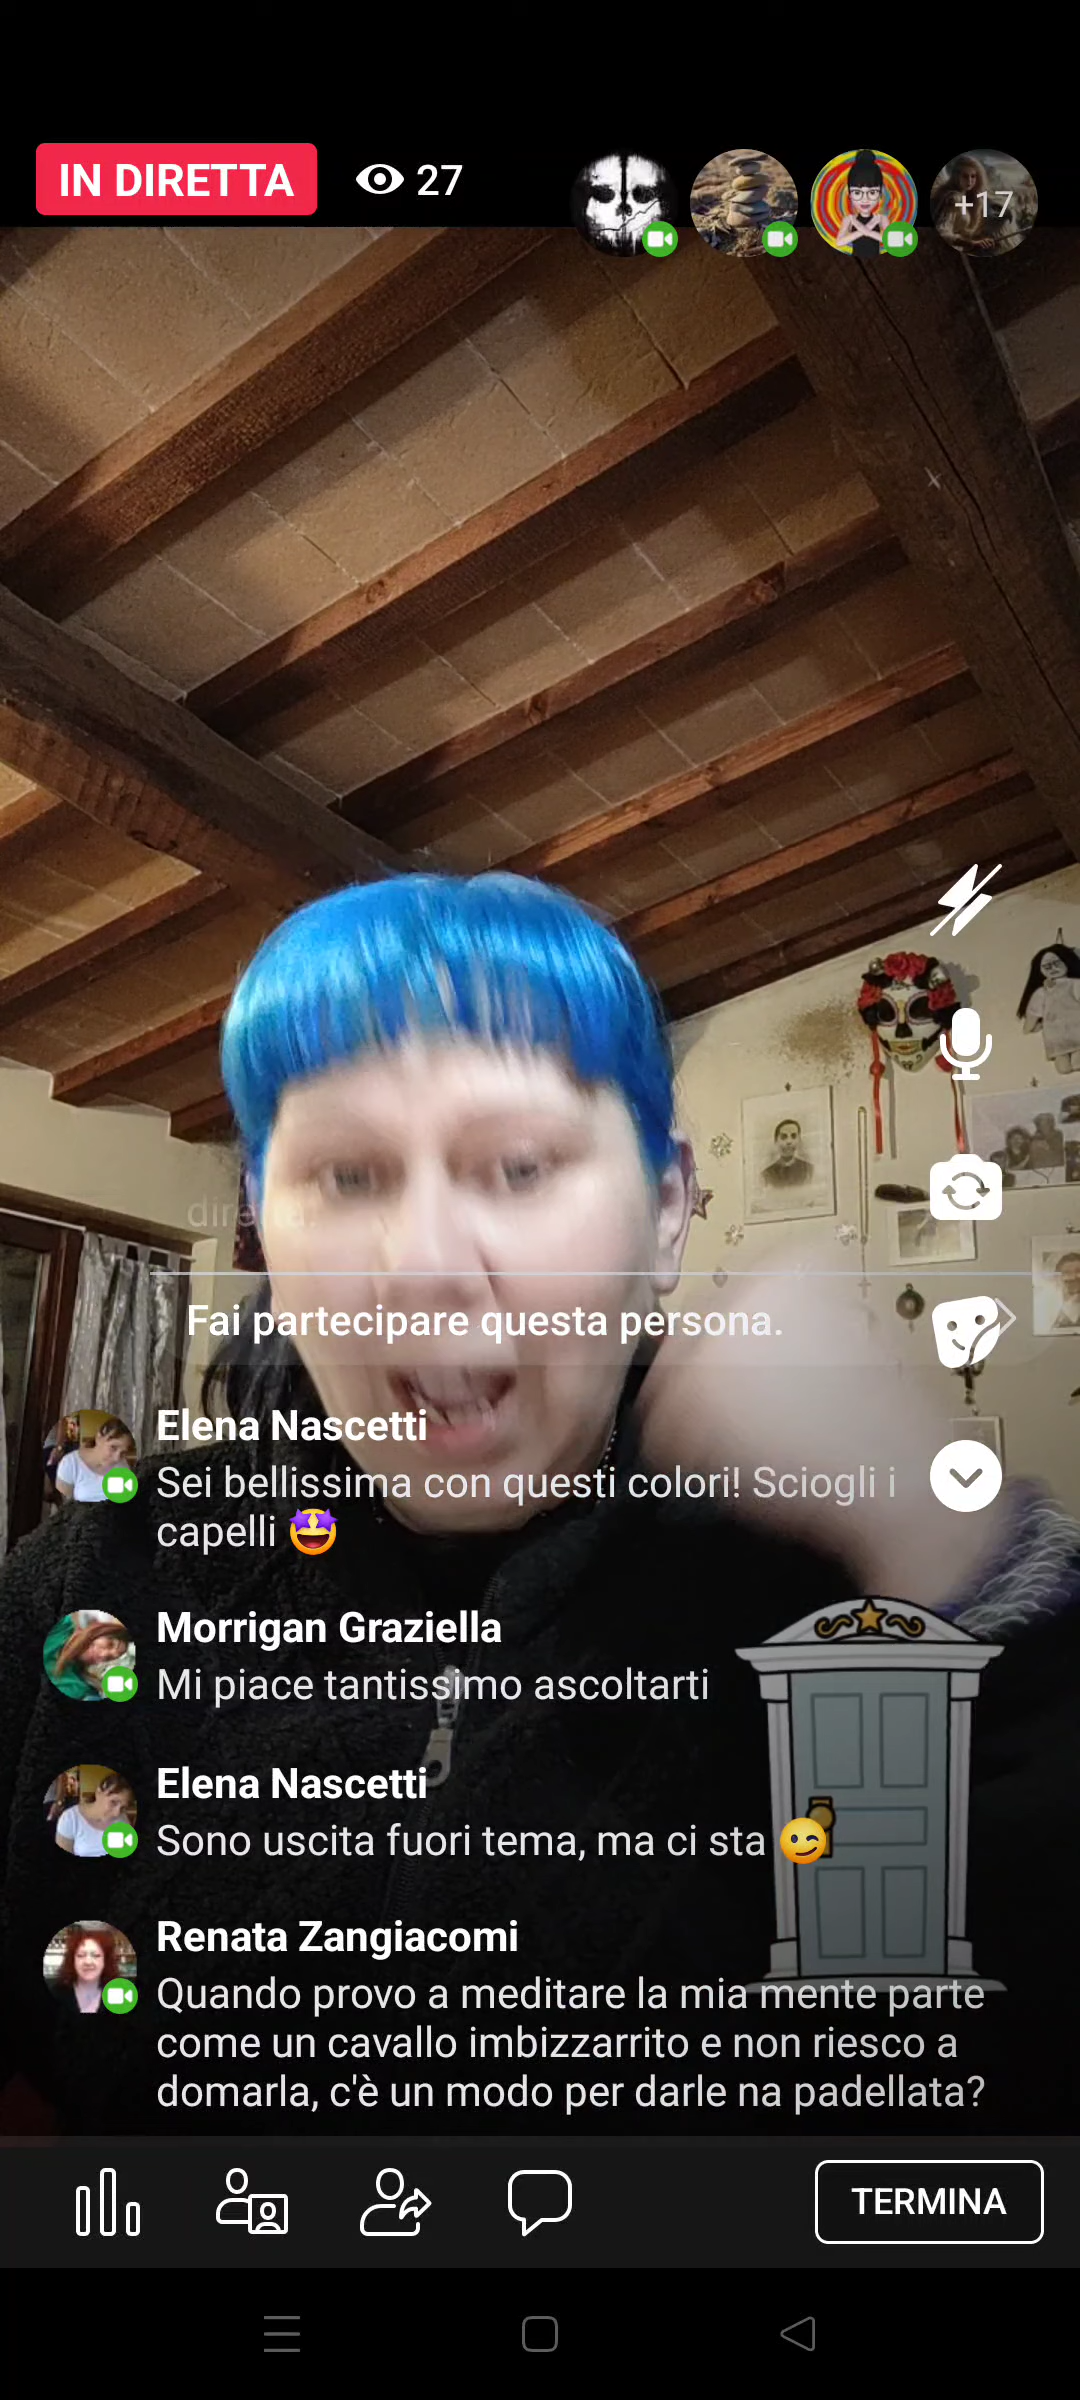 IN DIRETTA
27
+17
diretta.
Fai partecipare questa persona.
Elena Nascetti
Sei bellissima con questi colori! Sciogli i
capelli 🤩
Morrigan Graziella
Mi piace tantissimo ascoltarti
Elena Nascetti
Sono uscita fuori tema, ma ci sta 😉
Renata Zangiacomi
Quando provo a meditare la mia mente parte
come un cavallo imbizzarrito e non riesco a
domarla, c'è un modo per darle na padellata?
TERMINA